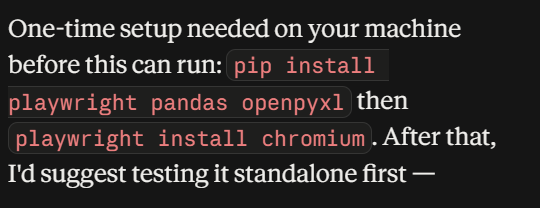 One-time setup needed on your machine
before this can run: pip install
playwright pandas openpyxl then
playwright install chromium. After that,
I'd suggest testing it standalone first —